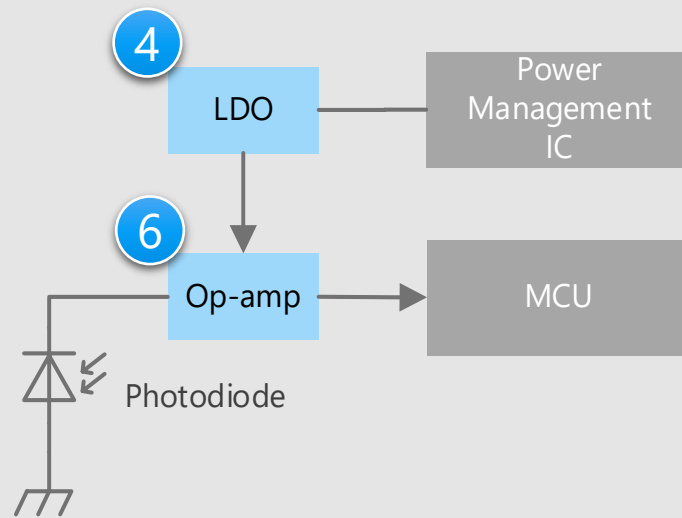 4
LDO
Power
Management
IC
6
Op-amp
MCU
Photodiode